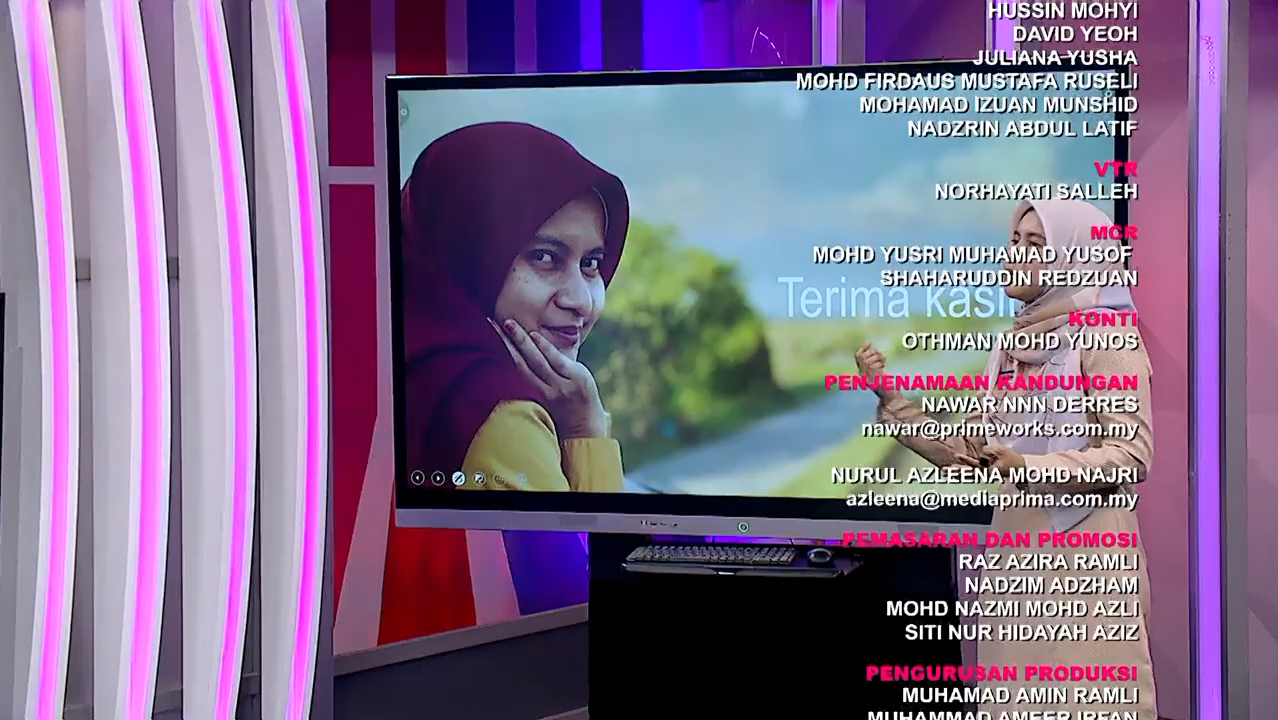 HUSSIN MOHYI
DAVID YEOH
JULIANA YUSHA
MOHD FIRDAUS MUSTAFA RUSELI
MOHAMAD IZUAN MUNSHID
NADZRIN ABDUL LATIF
VTR
NORHAYATI SALLEH
MCR
MOHD YUSRI MUHAMAD YUSOF
SHAHARUDDIN REDZUAN
Terima kasih
KONTI
OTHMAN MOHD YUNOS
PENJENAMAAN KANDUNGAN
NAWAR NNN DERRES
nawar@primeworks.com.my
NURUL AZLEENA MOHD NAJRI
azleena@mediaprima.com.my
PEMASARAN DAN PROMOSI
RAZ AZIRA RAMLI
NADZIM ADZHAM
MOHD NAZMI MOHD AZLI
SITI NUR HIDAYAH AZIZ
PENGURUSAN PRODUKSI
MUHAMAD AMIN RAMLI
MUHAMMAD AMEER IRFAN